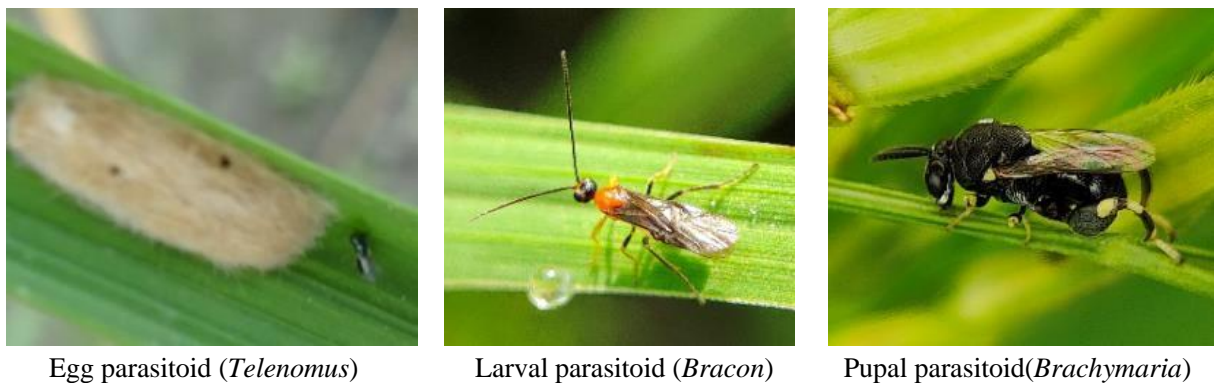 Egg parasitoid (Telenomus)
Larval parasitoid (Bracon)
Pupal parasitoid(Brachymaria)